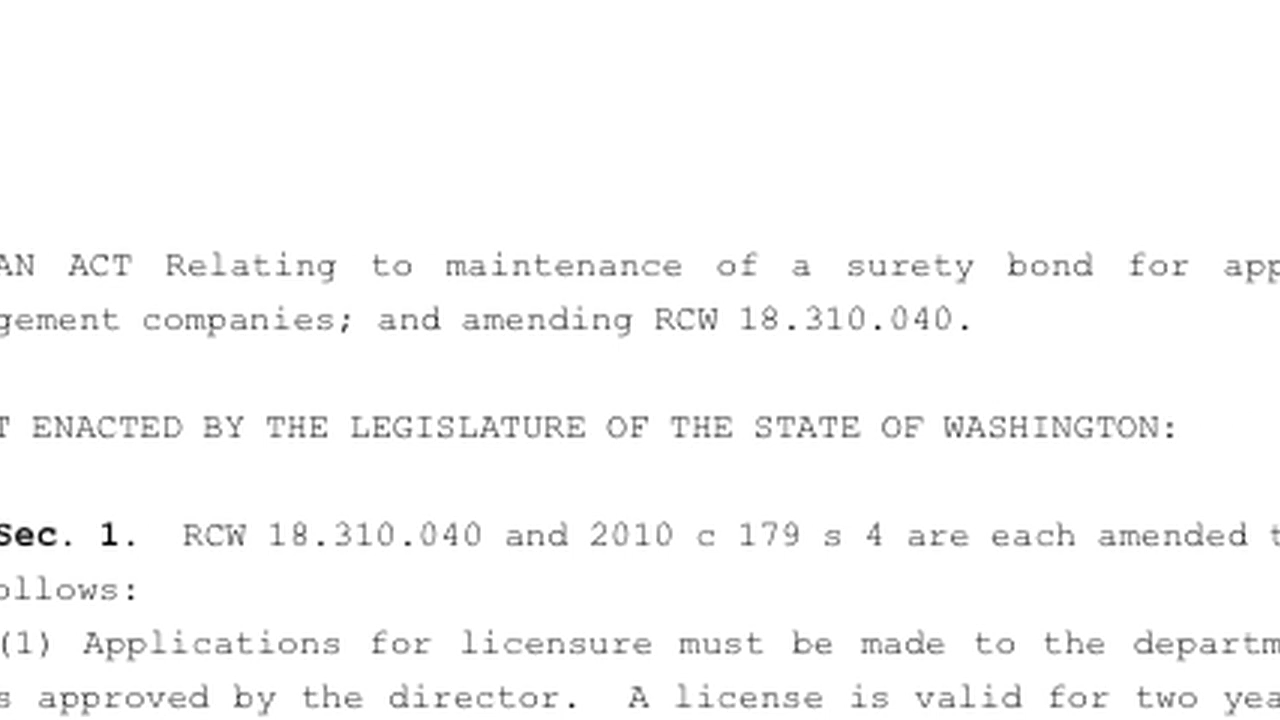 AN ACT Relating to maintenance of a surety bond for app
gement companies; and amending RCW 18.310.040.
T ENACTED BY THE LEGISLATURE OF THE STATE OF WASHINGTON:
Sec. 1. RCW 18.310.040 and 2010 c 179 s 4 are each amended t
ollows:
(1) Applications for licensure must be made to the departm
s approved by the director. A license is valid for two yea